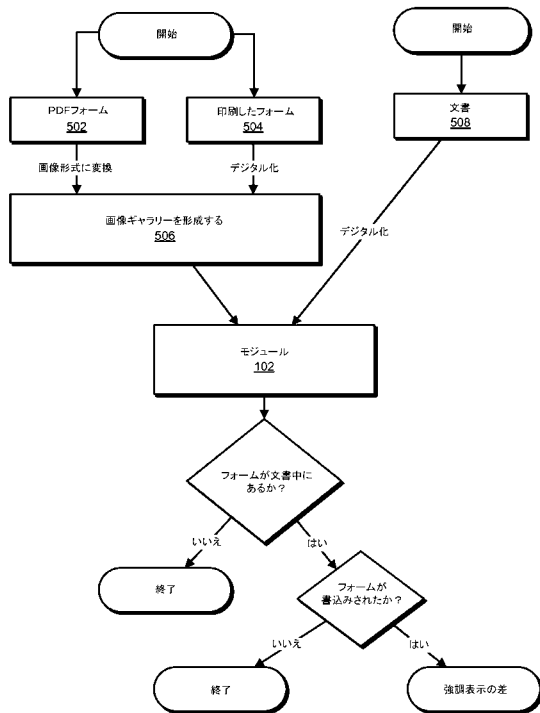 開始
開始
PDFフォーム
502
印刷したフォーム
504
文書
508
画像形式に変換
デジタル化
画像ギャラリーを形成する
506
デジタル化
モジュール
102
フォームが文書中に
あるか？
いいえ
はい
終了
フォームが
書込みされたか？
いいえ
はい
終了
強調表示の差